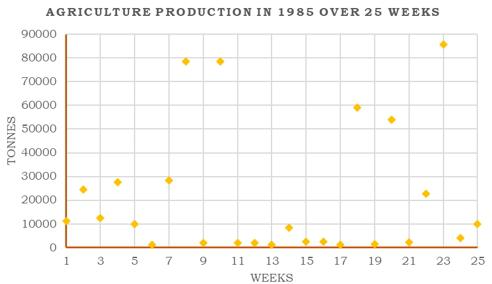 AGRICULTURE PRODUCTION IN 1985 OVER 25 WEEKS
90000
80000
70000
60000
50000
40000
30000
20000
10000
0
TONNES
1 3 5 7 9 11 13 15 17 19 21 23 25
WEEKS